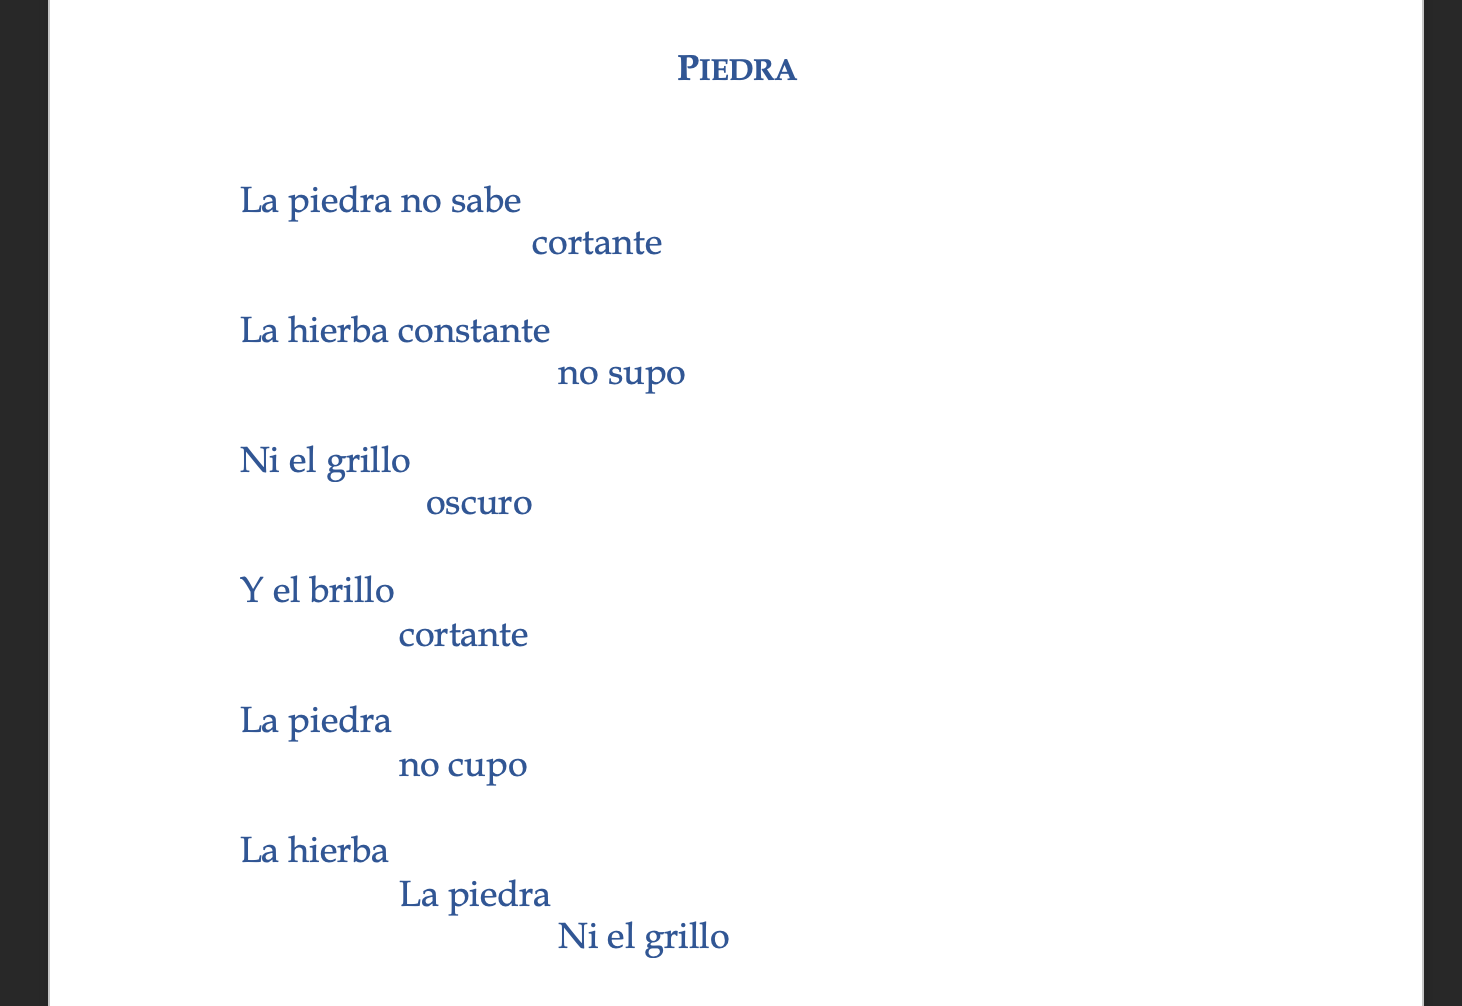 PIEDRA
La piedra no sabe
cortante
La hierba constante
no supo
Ni el grillo
oscuro
Y el brillo
cortante
La piedra
no cupo
La hierba
La piedra
Ni el grillo